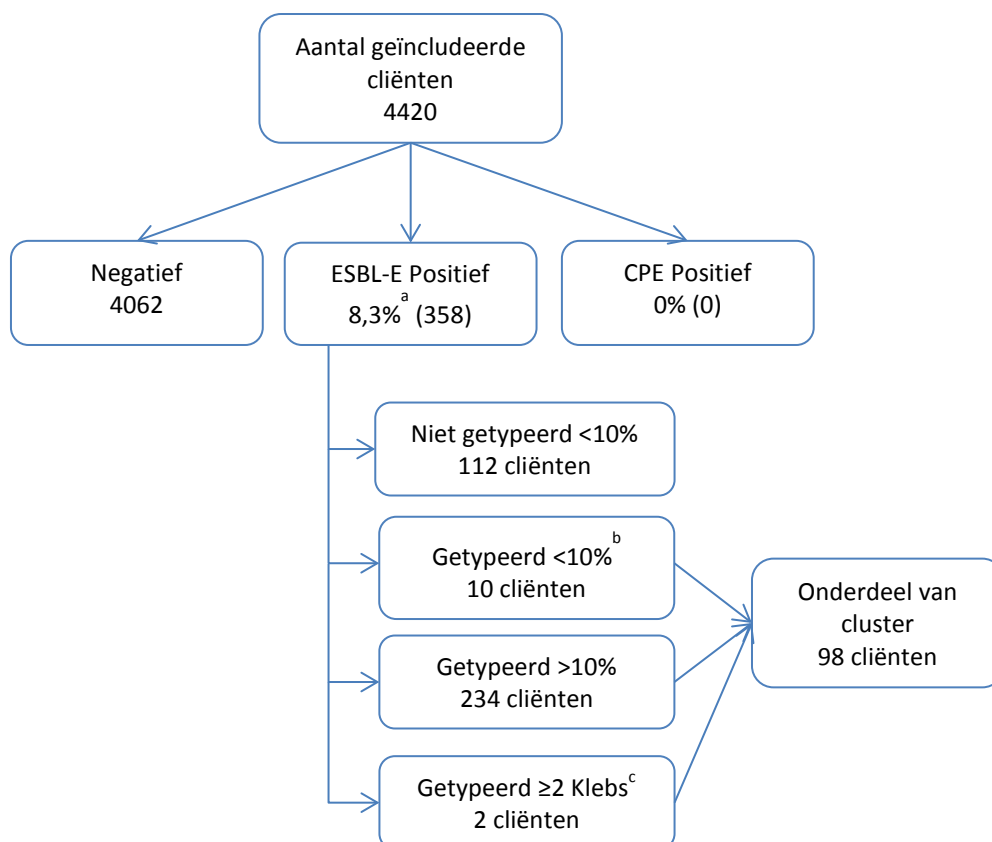 Aantal geïncludeerde
cliënten
4420
Negatief
4062
ESBL-E Positief
8,3%a (358)
CPE Positief
0% (0)
Niet getypeerd <10%
112 cliënten
Getypeerd <10%b
10 cliënten
Getypeerd >10%
234 cliënten
Getypeerd ≥2 Klebsc
2 cliënten
Onderdeel van
cluster
98 cliënten